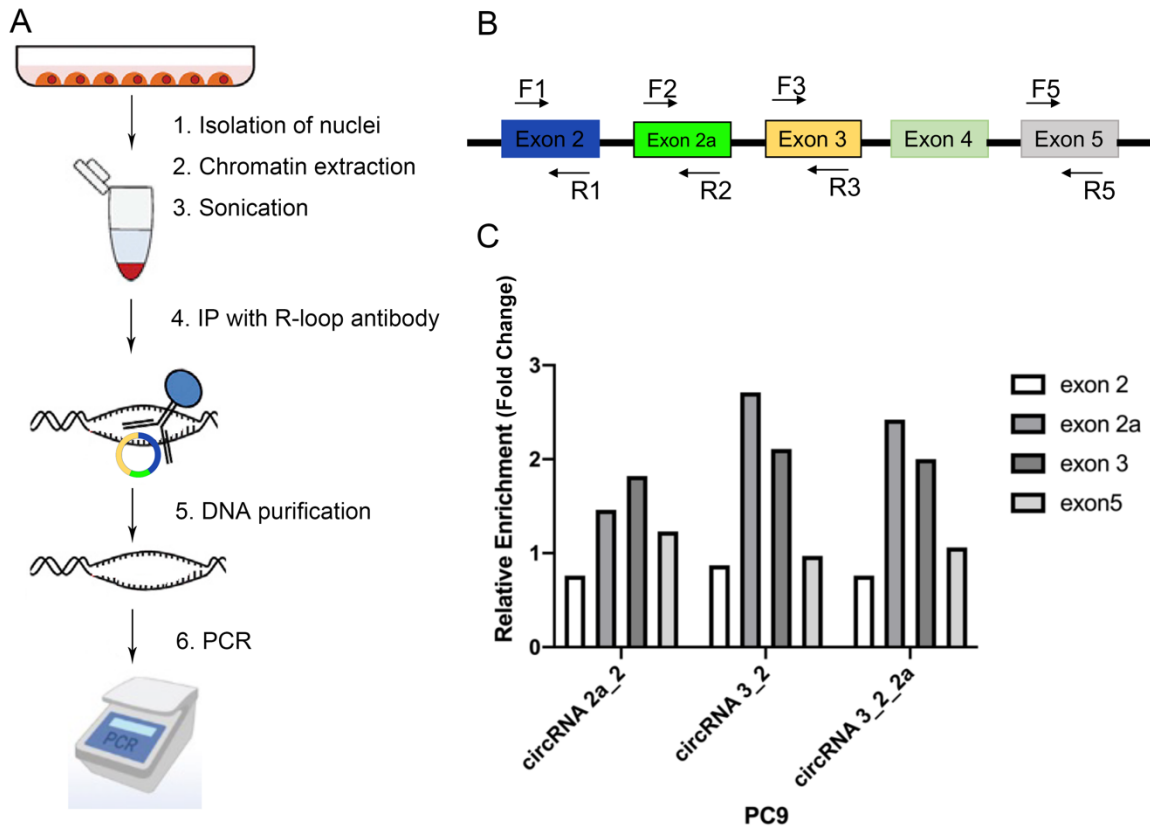 A
1. Isolation of nuclei
2. Chromatin extraction
3. Sonication
4. IP with R-loop antibody
5. DNA purification
6. PCR
PCR
B
F1 F2 F3 F5
Exon 2 Exon 2a Exon 3 Exon 4 Exon 5
R1 R2 R3 R5
C
Relative Enrichment (Fold Change)
3
2
1
0
circRNA 2a_2
circRNA 3_2
circRNA 3_2_2a
PC9
exon 2
exon 2a
exon 3
exon5